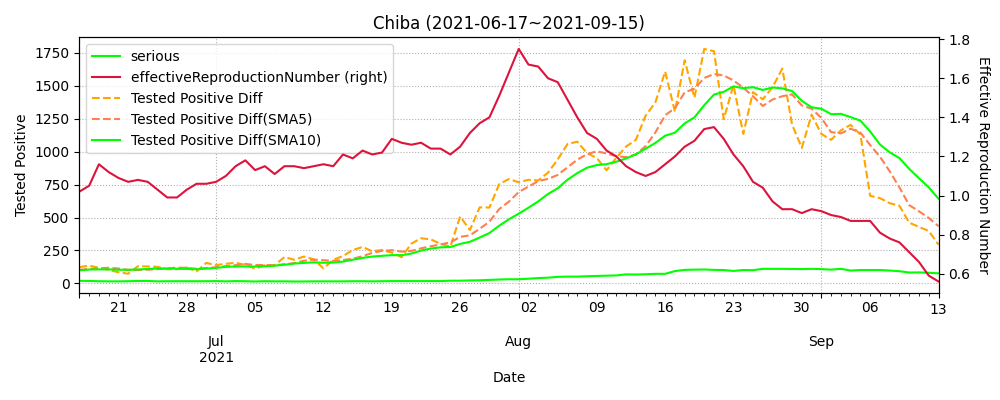 Chiba (2021-06-17~2021-09-15)
serious
effectiveReproductionNumber (right)
Tested Positive Diff
Tested Positive Diff(SMA5)
Tested Positive Diff(SMA10)
Tested Positive
1750
1500
1250
1000
750
500
250
0
Effective Reproduction Number
1.8
1.6
1.4
1.2
1.0
0.8
0.6
21 28 05 12 19 26 02 09 16 23 30 06 13
Jul Aug Sep
2021
Date